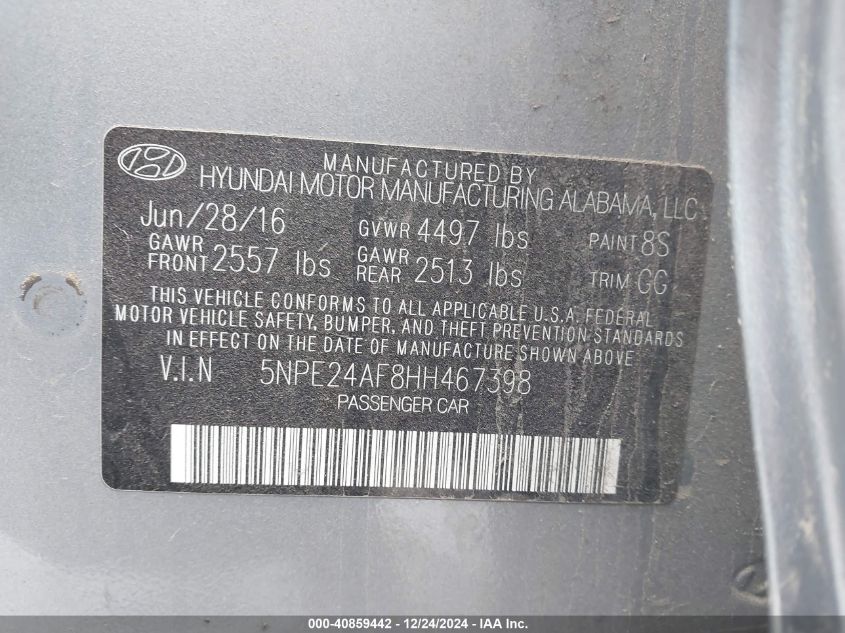 MANUFACTURED BY
HYUNDAI MOTOR MANUFACTURING ALABAMA, LLC
Jun/28/16 GVWR 4497 lbs PAINT 8S
GAWR FRONT 2557 lbs GAWR REAR 2513 lbs TRIM GG
THIS VEHICLE CONFORMS TO ALL APPLICABLE U.S.A. FEDERAL
MOTOR VEHICLE SAFETY, BUMPER, AND THEFT PREVENTION STANDARDS
IN EFFECT ON THE DATE OF MANUFACTURE SHOWN ABOVE
V.I.N 5NPE24AF8HH467398
PASSENGER CAR
000-40859442 - 12/24/2024 - IAA Inc.